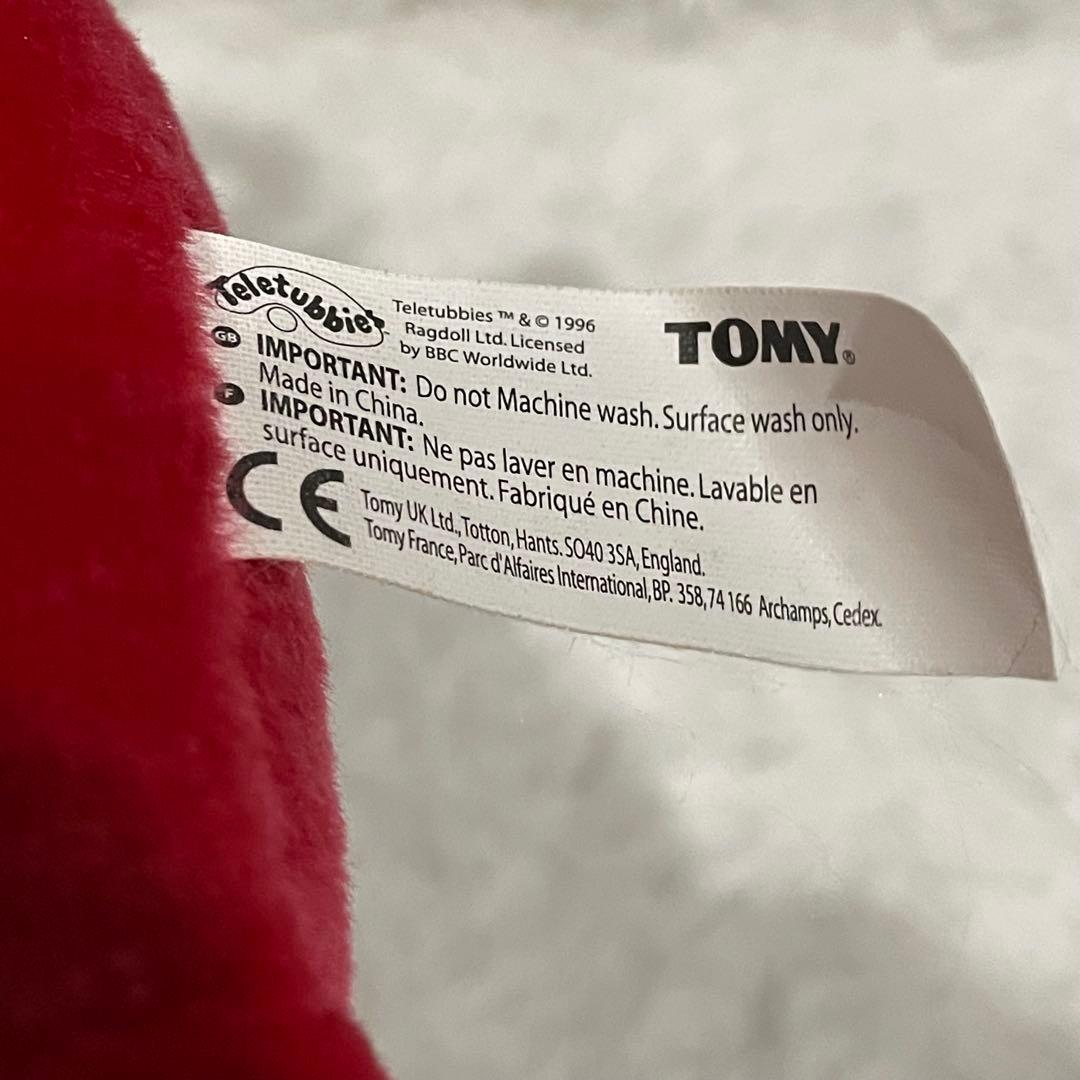 Teletubbies™
Teletubbies ™ & © 1996
Ragdoll Ltd. Licensed
by BBC Worldwide Ltd.
TOMY®
GB IMPORTANT: Do not Machine wash. Surface wash only.
Made in China.
F IMPORTANT: Ne pas laver en machine. Lavable en
surface uniquement. Fabriqué en Chine.
CE
Tomy UK Ltd., Totton, Hants. SO40 3SA, England.
Tomy France, Parc d'Alfaires International, BP. 358, 74 166 Archamps, Cedex.